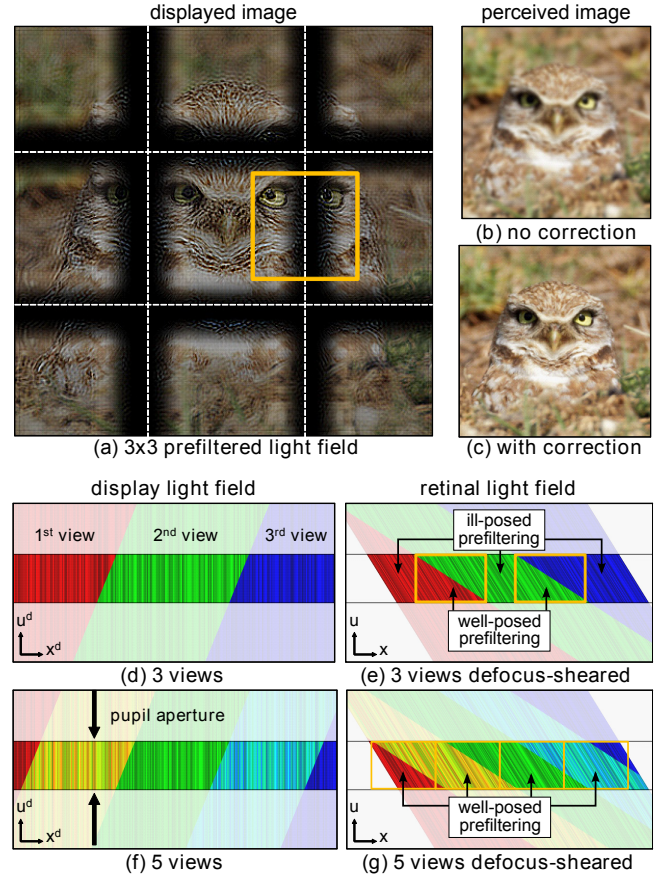 displayed image
perceived image
(b) no correction
(a) 3x3 prefiltered light field
(c) with correction
display light field
retinal light field
1st view
2nd view
3rd view
ill-posed
prefiltering
well-posed
prefiltering
u^d
x^d
u
x
(d) 3 views
(e) 3 views defocus-sheared
pupil aperture
well-posed
prefiltering
u^d
x^d
u
x
(f) 5 views
(g) 5 views defocus-sheared